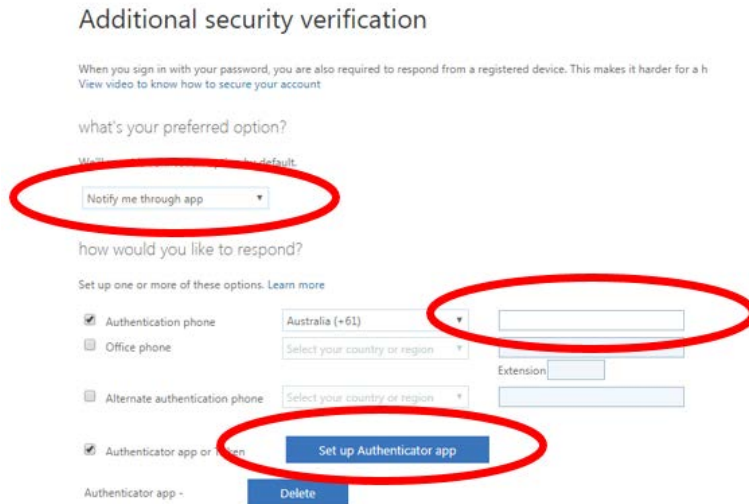 Additional security verification
When you sign in with your password, you are also required to respond from a registered device. This makes it harder for a h
View video to know how to secure your account
what's your preferred option?
default.
Notify me through app
how would you like to respond?
Set up one or more of these options. Learn more
Authentication phone Australia (+61)
Office phone Select your country or region
Extension
Alternate authentication phone Select your country or region
Authenticator app or Token Set up Authenticator app
Authenticator app - Delete